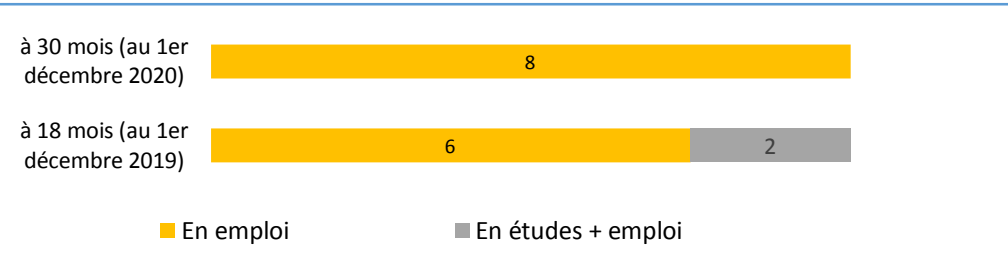 à 30 mois (au 1er
décembre 2020)
8
à 18 mois (au 1er
décembre 2019)
6 2
En emploi En études + emploi